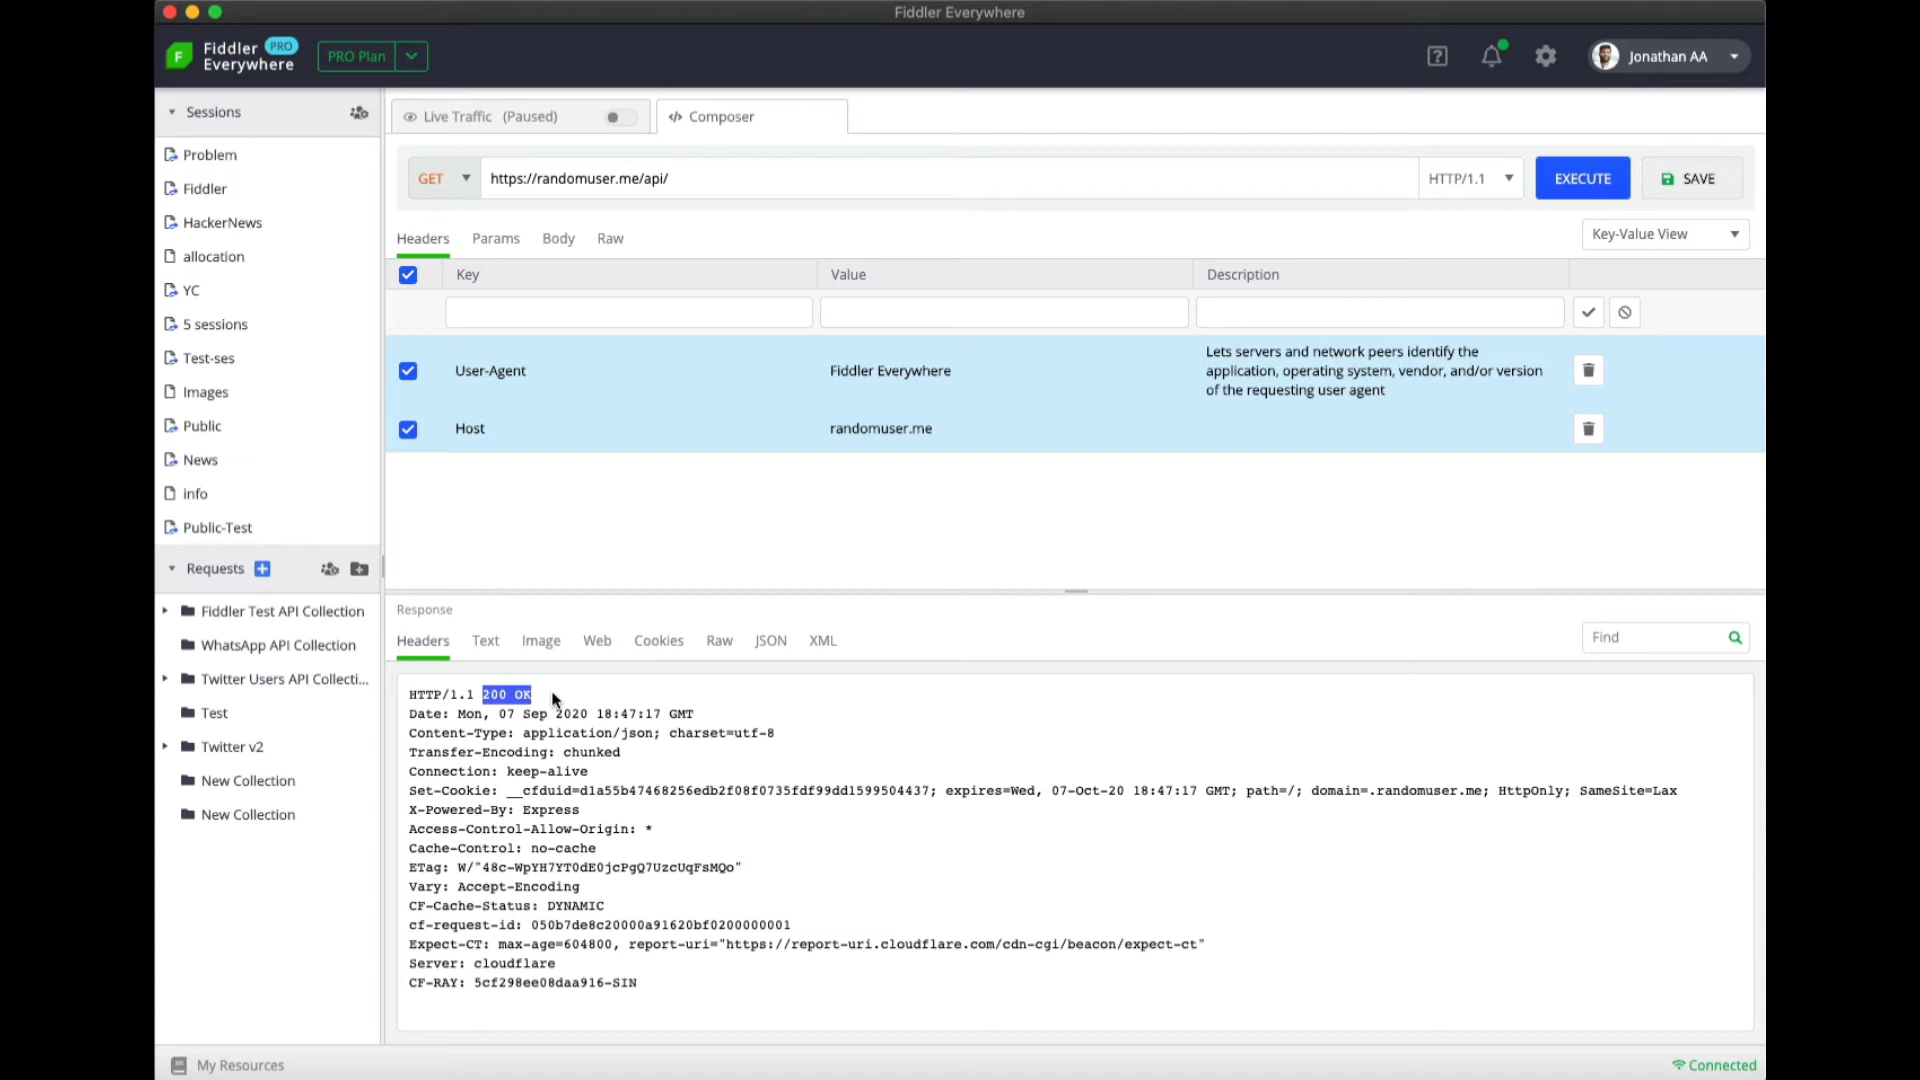 Fiddler Everywhere
Fiddler PRO
Everywhere
PRO Plan
Jonathan AA
Sessions
Problem
Fiddler
HackerNews
allocation
YC
5 sessions
Test-ses
Images
Public
News
info
Public-Test
Requests
Fiddler Test API Collection
WhatsApp API Collection
Twitter Users API Collecti...
Test
Twitter v2
New Collection
New Collection
Live Traffic (Paused)
Composer
GET https://randomuser.me/api/ HTTP/1.1 EXECUTE SAVE
Headers Params Body Raw Key-Value View
Key Value Description
User-Agent Fiddler Everywhere Lets servers and network peers identify the
application, operating system, vendor, and/or version
of the requesting user agent
Host randomuser.me
Response
Headers Text Image Web Cookies Raw JSON XML Find
HTTP/1.1 200 OK
Date: Mon, 07 Sep 2020 18:47:17 GMT
Content-Type: application/json; charset=utf-8
Transfer-Encoding: chunked
Connection: keep-alive
Set-Cookie: __cfduid=d1a55b47468256edb2f08f0735fdf99dd1599504437; expires=Wed, 07-Oct-20 18:47:17 GMT; path=/; domain=.randomuser.me; HttpOnly; SameSite=Lax
X-Powered-By: Express
Access-Control-Allow-Origin: *
Cache-Control: no-cache
ETag: W/"48c-WpYH7YT0dE0jcPgQ7UzcUqFsMQo"
Vary: Accept-Encoding
CF-Cache-Status: DYNAMIC
cf-request-id: 050b7de8c20000a91620bf0200000001
Expect-CT: max-age=604800, report-uri="https://report-uri.cloudflare.com/cdn-cgi/beacon/expect-ct"
Server: cloudflare
CF-RAY: 5cf298ee08daa916-SIN
My Resources
Connected